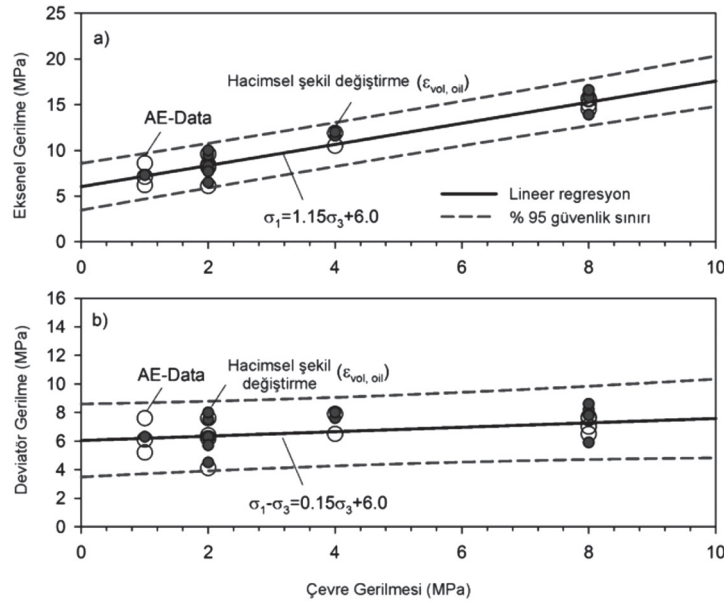 a)
Eksenel Gerilme (MPa)
25
20
15
10
5
0
Hacimsel şekil değiştirme (εvol, oil)
AE-Data
σ1=1.15σ3+6.0
Lineer regresyon
% 95 güvenlik sınırı
0 2 4 6 8 10
b)
Deviatör Gerilme (MPa)
16
14
12
10
8
6
4
2
0
AE-Data
Hacimsel şekil (εvol, oil)
değiştirme
σ1-σ3=0.15σ3+6.0
0 2 4 6 8 10
Çevre Gerilmesi (MPa)